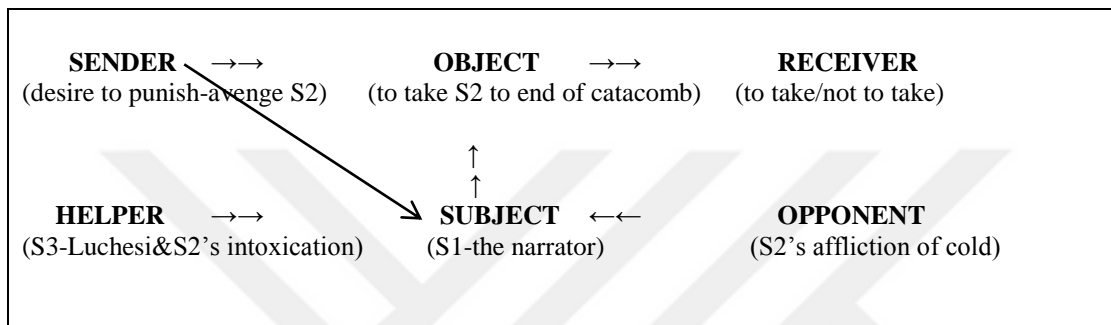 SENDER →→ OBJECT →→ RECEIVER
(desire to punish-avenge S2) (to take S2 to end of catacomb) (to take/not to take)
↑
↑
HELPER →→ SUBJECT ←← OPPONENT
(S3-Luchesi&S2's intoxication) (S1-the narrator) (S2's affliction of cold)